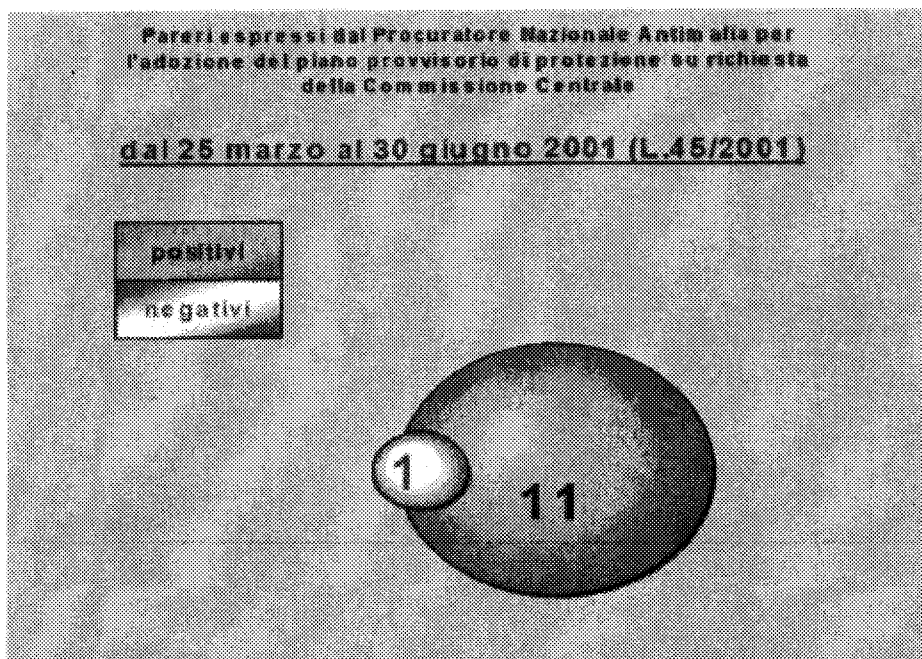 Pareri espressi dal Procuratore Nazionale Antimafia per
l'adozione del piano provvisorio di protezione su richiesta
della Commissione Centrale
dal 25 marzo al 30 giugno 2001 (L.45/2001)
positivi
negativi
1
11